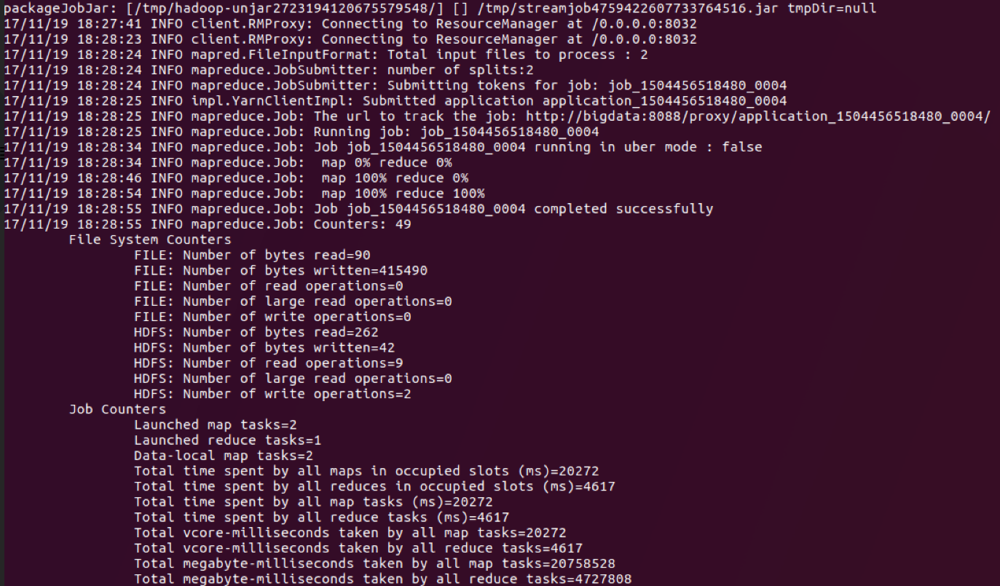 packageJobJar: [/tmp/hadoop-unjar2723194120675579548/] [] /tmp/streamjob4759422607733764516.jar tmpDir=null
17/11/19 18:27:41 INFO client.RMProxy: Connecting to ResourceManager at /0.0.0.0:8032
17/11/19 18:28:23 INFO client.RMProxy: Connecting to ResourceManager at /0.0.0.0:8032
17/11/19 18:28:24 INFO mapred.FileInputFormat: Total input files to process : 2
17/11/19 18:28:24 INFO mapreduce.JobSubmitter: number of splits:2
17/11/19 18:28:24 INFO mapreduce.JobSubmitter: Submitting tokens for job: job_1504456518480_0004
17/11/19 18:28:25 INFO impl.YarnClientImpl: Submitted application application_1504456518480_0004
17/11/19 18:28:25 INFO mapreduce.Job: The url to track the job: http://bigdata:8088/proxy/application_1504456518480_0004/
17/11/19 18:28:25 INFO mapreduce.Job: Running job: job_1504456518480_0004
17/11/19 18:28:34 INFO mapreduce.Job: Job job_1504456518480_0004 running in uber mode : false
17/11/19 18:28:34 INFO mapreduce.Job:  map 0% reduce 0%
17/11/19 18:28:46 INFO mapreduce.Job:  map 100% reduce 0%
17/11/19 18:28:54 INFO mapreduce.Job:  map 100% reduce 100%
17/11/19 18:28:55 INFO mapreduce.Job: Job job_1504456518480_0004 completed successfully
17/11/19 18:28:55 INFO mapreduce.Job: Counters: 49
File System Counters
FILE: Number of bytes read=90
FILE: Number of bytes written=415490
FILE: Number of read operations=0
FILE: Number of large read operations=0
FILE: Number of write operations=0
HDFS: Number of bytes read=262
HDFS: Number of bytes written=42
HDFS: Number of read operations=9
HDFS: Number of large read operations=0
HDFS: Number of write operations=2
Job Counters
Launched map tasks=2
Launched reduce tasks=1
Data-local map tasks=2
Total time spent by all maps in occupied slots (ms)=20272
Total time spent by all reduces in occupied slots (ms)=4617
Total time spent by all map tasks (ms)=20272
Total time spent by all reduce tasks (ms)=4617
Total vcore-milliseconds taken by all map tasks=20272
Total vcore-milliseconds taken by all reduce tasks=4617
Total megabyte-milliseconds taken by all map tasks=20758528
Total megabyte-milliseconds taken by all reduce tasks=4727808